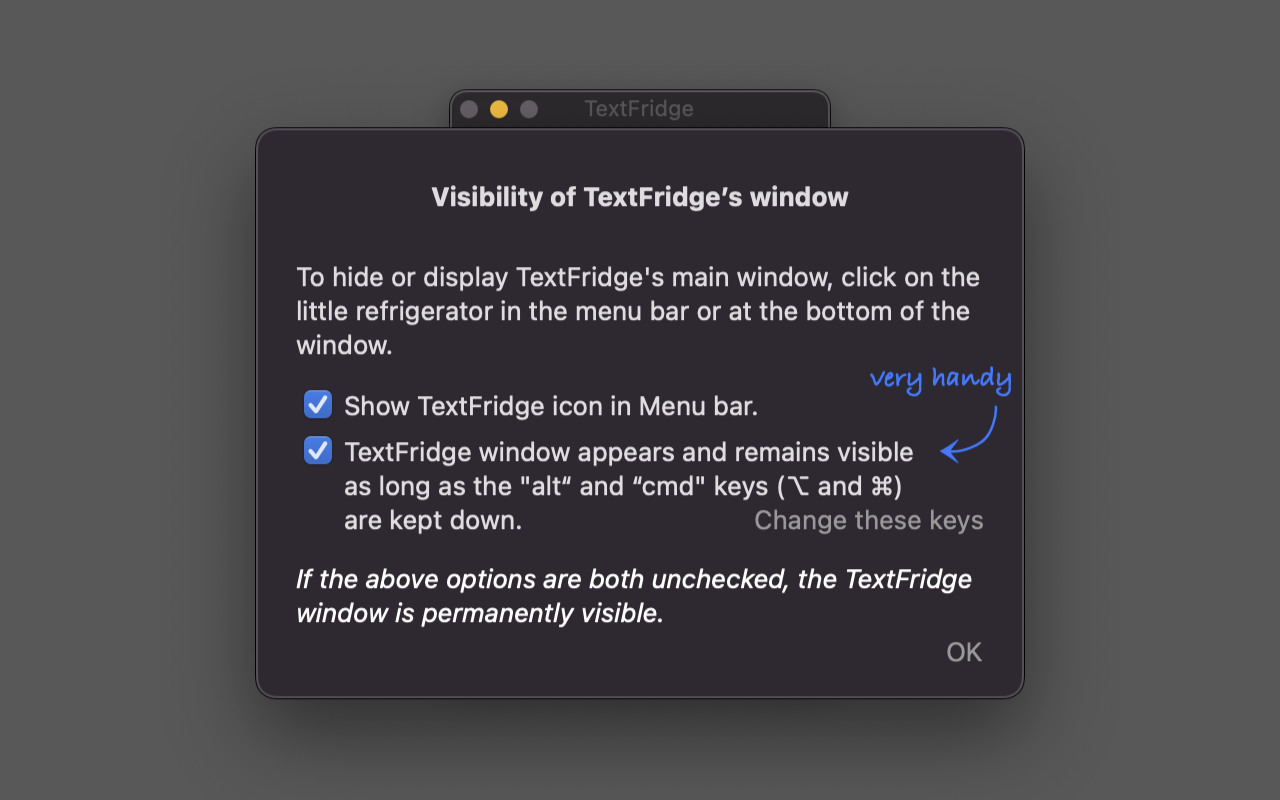 TextFridge
Visibility of TextFridge’s window
To hide or display TextFridge's main window, click on the
little refrigerator in the menu bar or at the bottom of the
window.
very handy
Show TextFridge icon in Menu bar.
TextFridge window appears and remains visible
as long as the "alt“ and “cmd" keys (⌥ and ⌘)
are kept down.
Change these keys
If the above options are both unchecked, the TextFridge
window is permanently visible.
OK